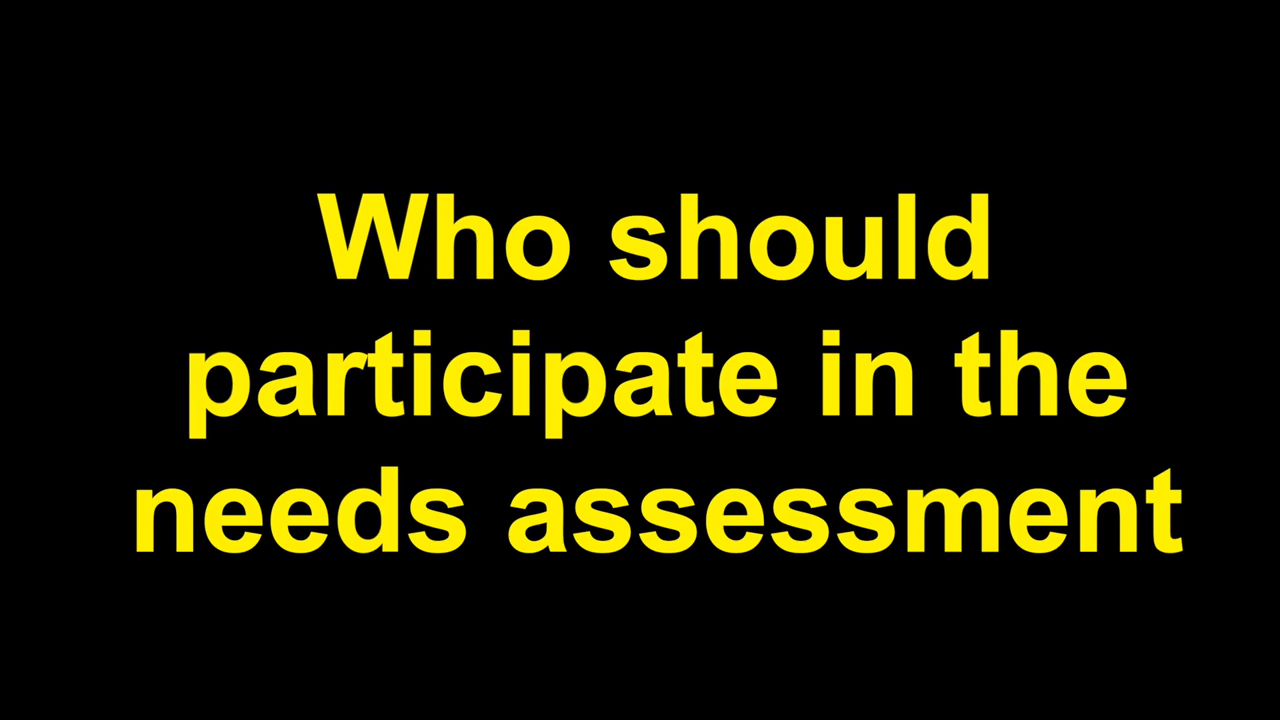 Who should
participate in the
needs assessment